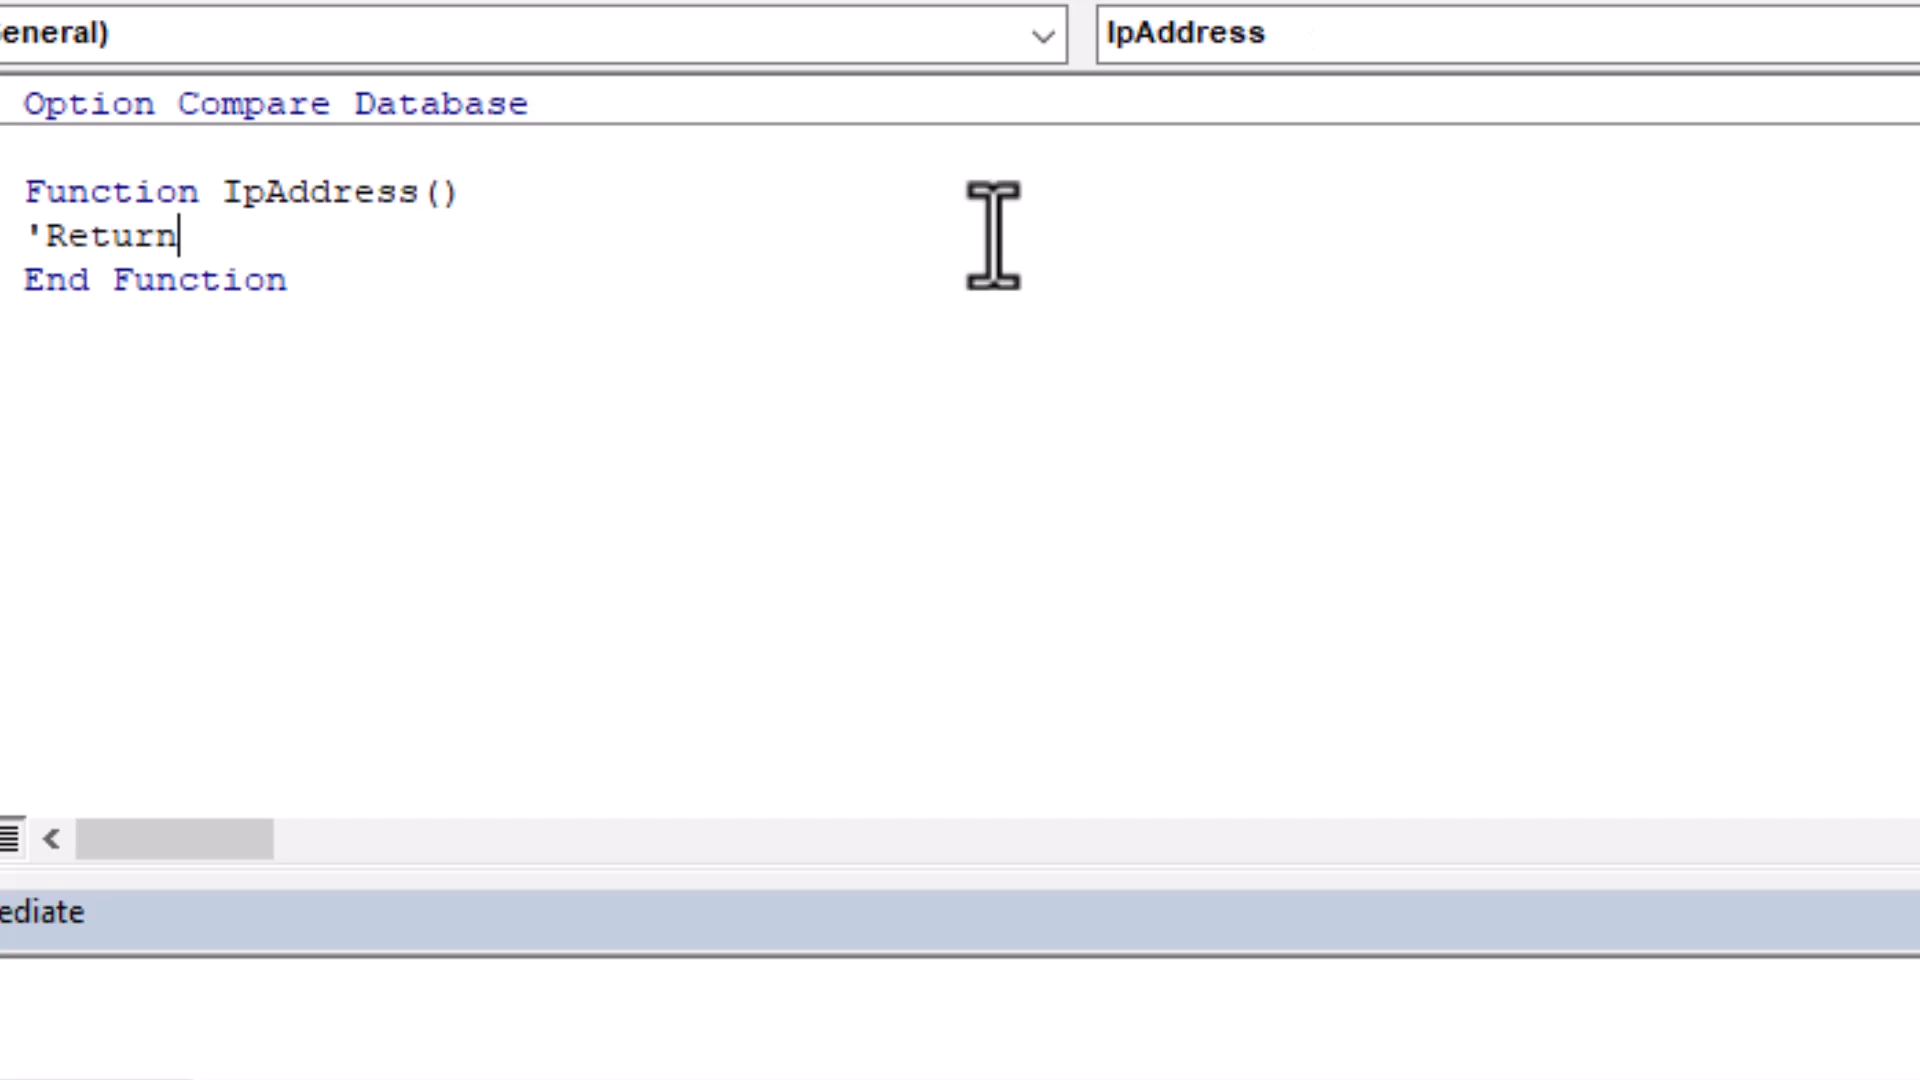 eneral)
IpAddress
Option Compare Database
Function IpAddress()
'Return
End Function
ediate